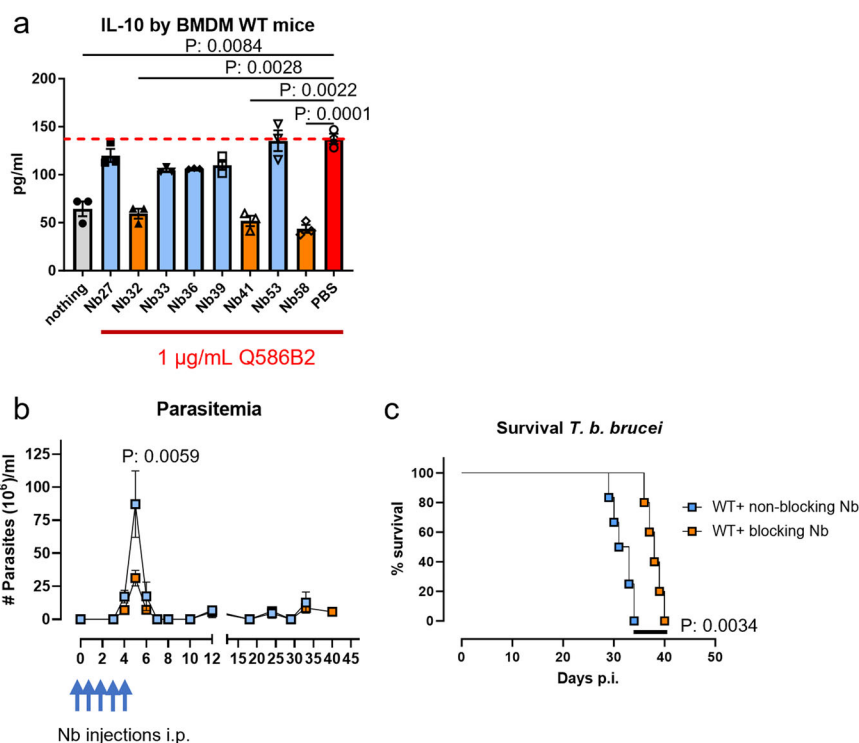 a
IL-10 by BMDM WT mice
P: 0.0084
P: 0.0028
P: 0.0022
P: 0.0001
200
150
100
50
0
pg/ml
nothing
Nb27
Nb32
Nb33
Nb36
Nb39
Nb41
Nb53
Nb58
PBS
1 µg/mL Q586B2
b
Parasitemia
P: 0.0059
125
100
75
50
25
0
# Parasites (10⁶)/ml
0 2 4 6 8 10 12 15 20 25 30 35 40 45
Nb injections i.p.
c
Survival T. b. brucei
100
80
60
40
20
0
% survival
WT+ non-blocking Nb
WT+ blocking Nb
P: 0.0034
0 10 20 30 40 50
Days p.i.